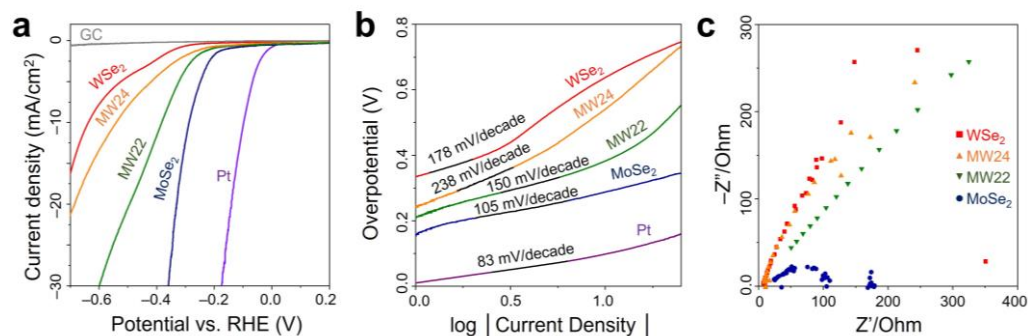 a
GC
WSe₂
MW24
MW22
MoSe₂
Pt
Current density (mA/cm²)
0
−10
−20
−30
−0.6
−0.4
−0.2
0.0
0.2
Potential vs. RHE (V)
b
WSe₂
MW24
MW22
MoSe₂
Pt
178 mV/decade
238 mV/decade
150 mV/decade
105 mV/decade
83 mV/decade
Overpotential (V)
0.8
0.6
0.4
0.2
0.0
0.0
0.5
1.0
log | Current Density |
c
−Z''/Ohm
300
200
100
0
WSe₂
MW24
MW22
MoSe₂
0
100
200
300
400
Z'/Ohm